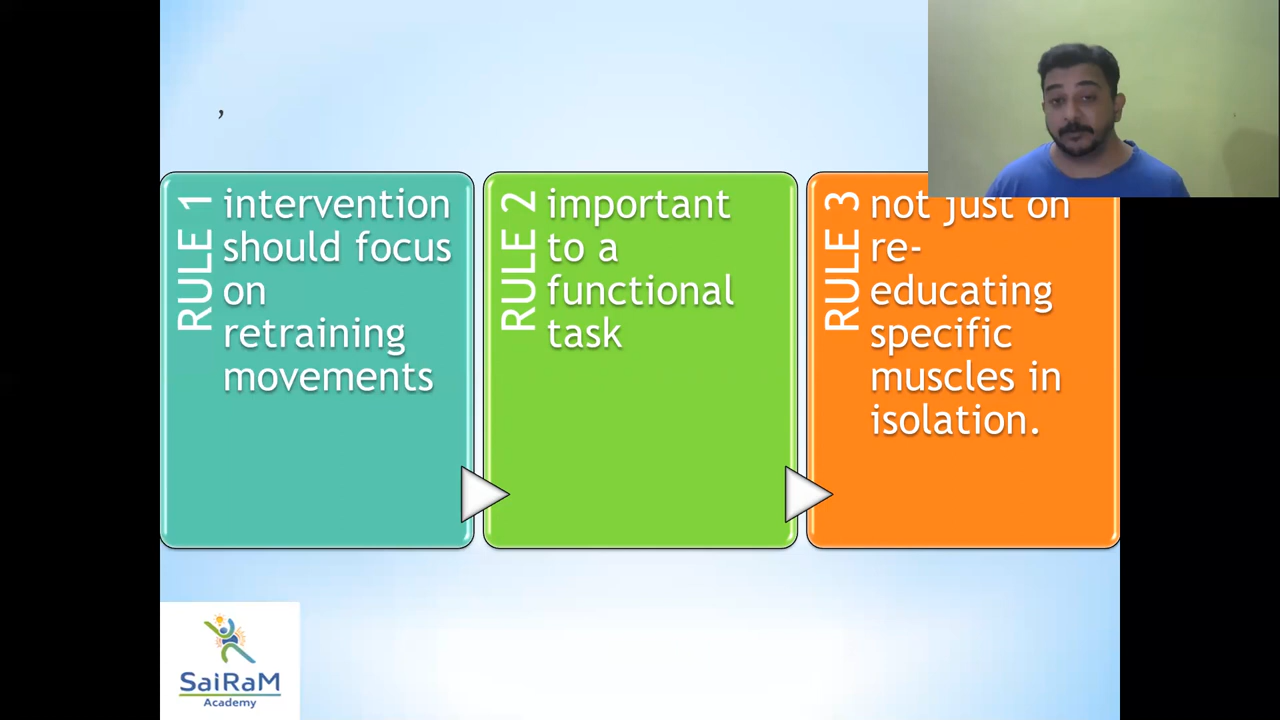 ,
RULE 1
intervention
should focus
on
retraining
movements
RULE 2
important
to a
functional
task
RULE 3
not just on
re-
educating
specific
muscles in
isolation.
SaiRaM
Academy